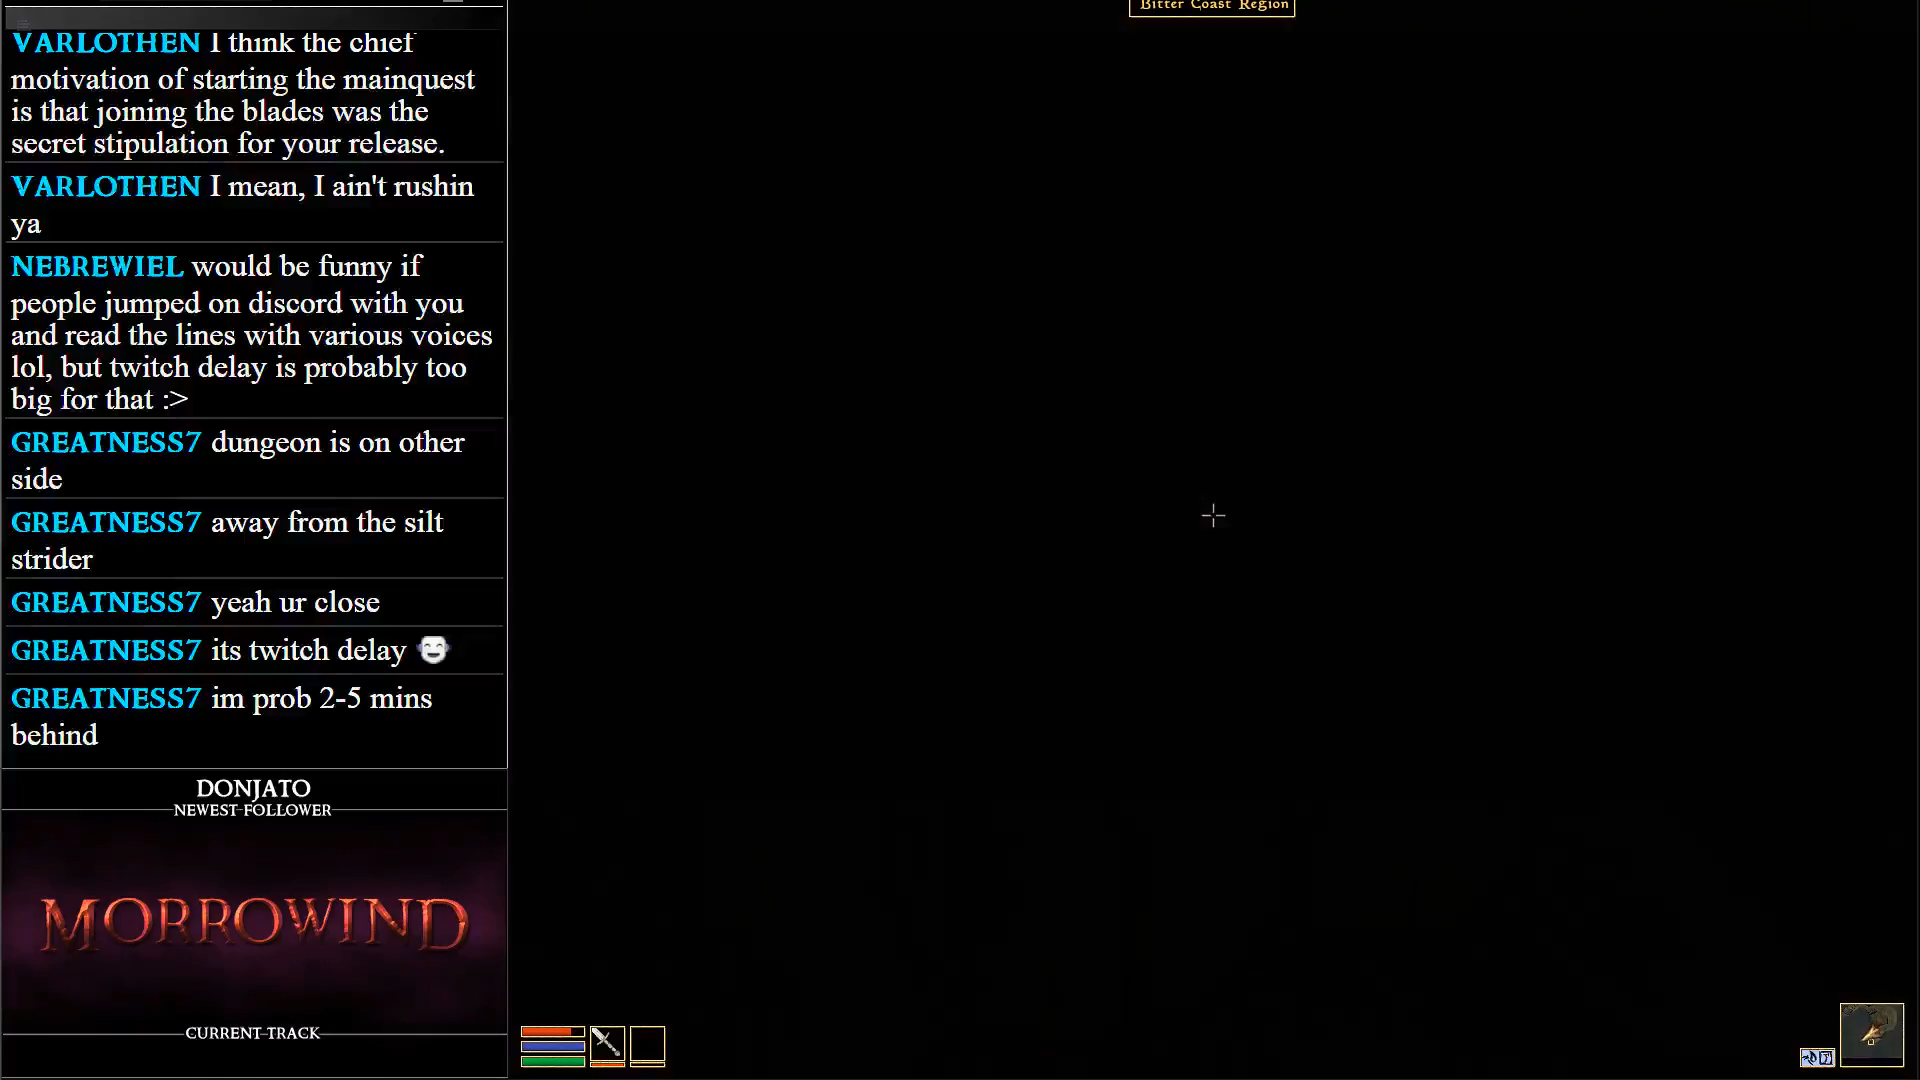 Bitter Coast Region
VARLOTHEN I think the chief
motivation of starting the mainquest
is that joining the blades was the
secret stipulation for your release.
VARLOTHEN I mean, I ain't rushin
ya
NEBREWIEL would be funny if
people jumped on discord with you
and read the lines with various voices
lol, but twitch delay is probably too
big for that :>
GREATNESS7 dungeon is on other
side
GREATNESS7 away from the silt
strider
GREATNESS7 yeah ur close
GREATNESS7 its twitch delay
GREATNESS7 im prob 2-5 mins
behind
DONJATO
NEWEST FOLLOWER
MORROWIND
CURRENT TRACK